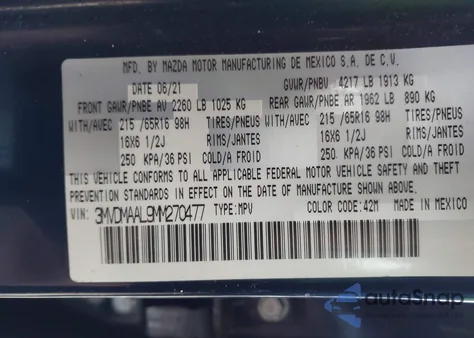 MFD. BY MAZDA MOTOR MANUFACTURING DE MEXICO S.A. DE C.V.
DATE 06/21 GVWR/PNBV 4217 LB 1913 KG
FRONT GAWR/PNBE AV 2260 LB 1025 KG REAR GAWR/PNBE AR 1962 LB 890 KG
WITH/AVEC 215 /65R16 98H TIRES/PNEUS WITH/AVEC 215 /65R16 98H TIRES/PNEUS
16X6 1/2J RIMS/JANTES 16X6 1/2J RIMS/JANTES
250 KPA/36 PSI COLD/A FROID 250 KPA/36 PSI COLD/A FROID
THIS VEHICLE CONFORMS TO ALL APPLICABLE FEDERAL MOTOR VEHICLE SAFETY AND THEFT
PREVENTION STANDARDS IN EFFECT ON THE DATE OF MANUFACTURE SHOWN ABOVE.
VIN: 3MVDMAAL9MM270477 TYPE:MPV COLOR CODE:42M MADE IN MEXICO
autoSnap